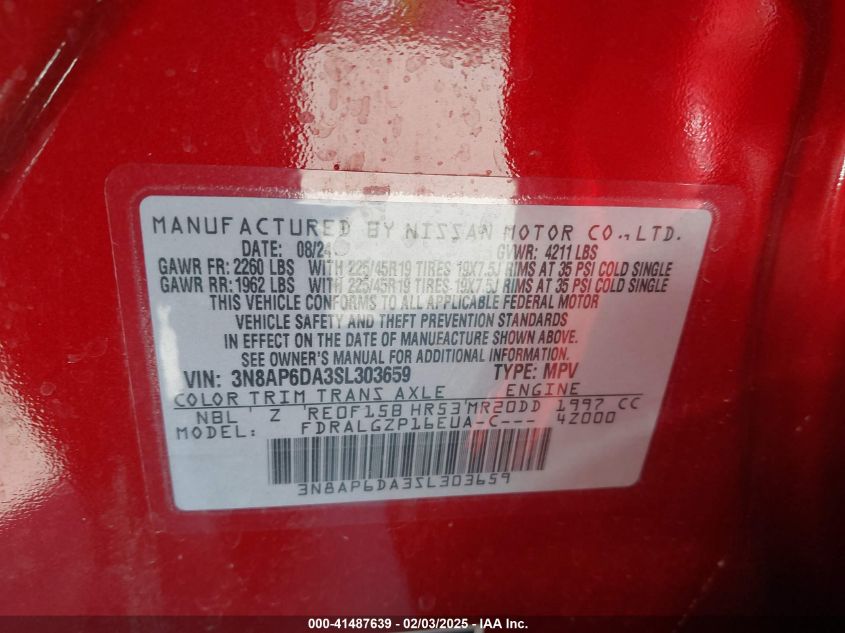 MANUFACTURED BY NISSAN MOTOR CO.,LTD.
DATE: 08/24 GVWR: 4211 LBS
GAWR FR: 2260 LBS WITH 225/45R19 TIRES 19X7.5J RIMS AT 35 PSI COLD SINGLE
GAWR RR: 1962 LBS WITH 225/45R19 TIRES 19X7.5J RIMS AT 35 PSI COLD SINGLE
THIS VEHICLE CONFORMS TO ALL APPLICABLE FEDERAL MOTOR
VEHICLE SAFETY AND THEFT PREVENTION STANDARDS
IN EFFECT ON THE DATE OF MANUFACTURE SHOWN ABOVE.
SEE OWNER'S MANUAL FOR ADDITIONAL INFORMATION.
VIN: 3N8AP6DA3SL303659 TYPE: MPV
COLOR TRIM TRANS AXLE ENGINE
NBL Z RE0F15B HR53 MR20DD 1997 CC
MODEL: FDRALGZP16EUA-C--- 4Z000
3N8AP6DA3SL303659
000-41487639 - 02/03/2025 - IAA Inc.